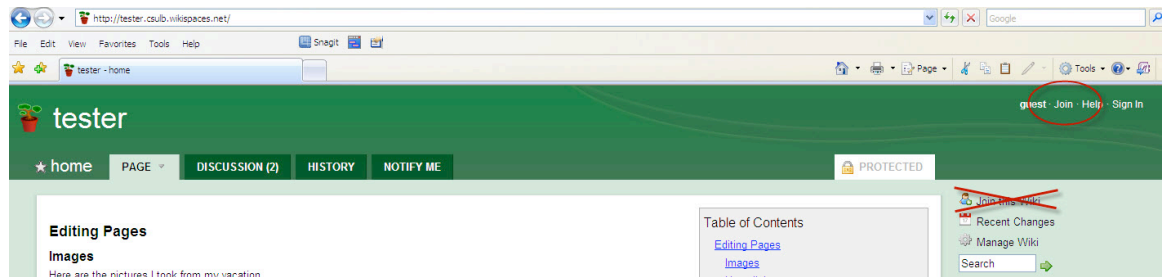 http://tester.csulb.wikispaces.net/
Google
File Edit View Favorites Tools Help
Snagit
tester - home
Page
Tools
guest · Join · Help · Sign In
tester
home PAGE DISCUSSION (2) HISTORY NOTIFY ME
PROTECTED
Join this Wiki
Recent Changes
Manage Wiki
Search
Editing Pages
Images
Here are the pictures I took from my vacation
Table of Contents
Editing Pages
Images